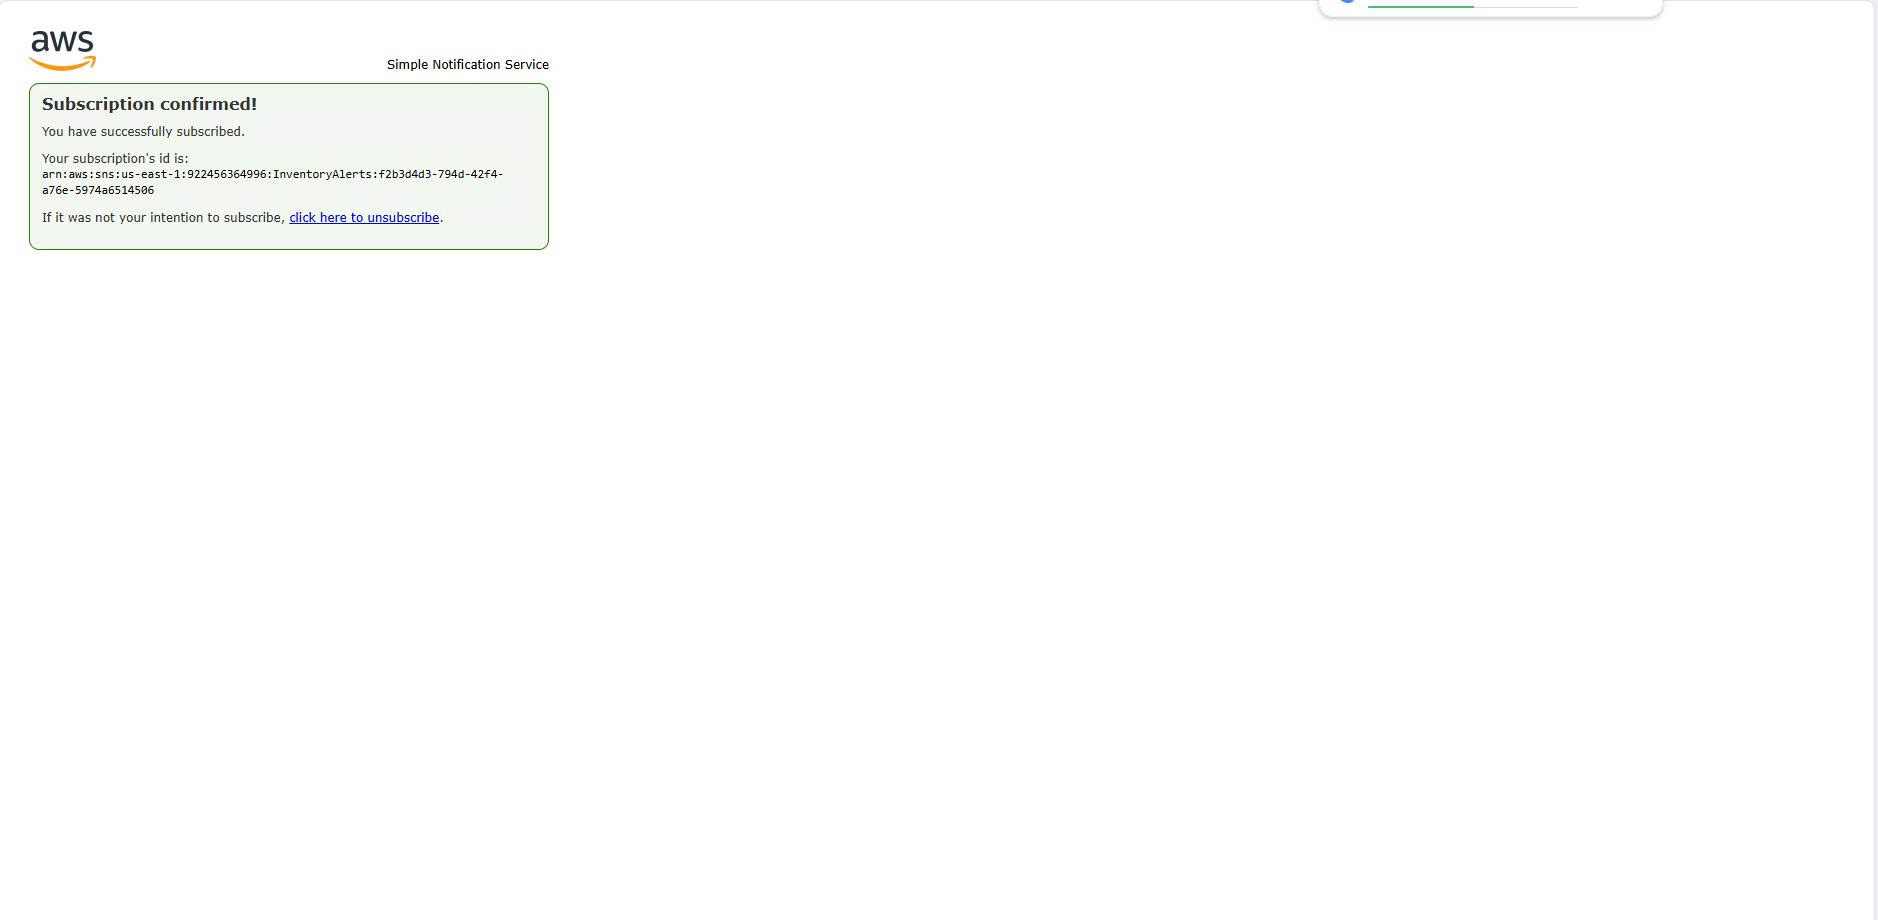 aws
Simple Notification Service
Subscription confirmed!
You have successfully subscribed.
Your subscription's id is:
arn:aws:sns:us-east-1:922456364996:InventoryAlerts:f2b3d4d3-794d-42f4-
a76e-5974a6514506
If it was not your intention to subscribe, click here to unsubscribe.